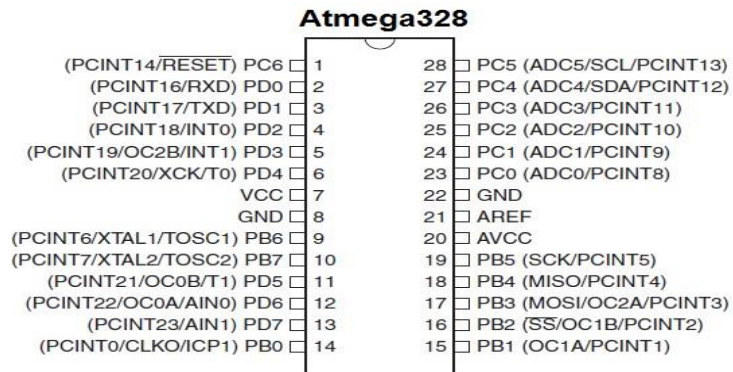 Atmega328
(PCINT14/RESET) PC6 1 28 PC5 (ADC5/SCL/PCINT13)
(PCINT16/RXD) PD0 2 27 PC4 (ADC4/SDA/PCINT12)
(PCINT17/TXD) PD1 3 26 PC3 (ADC3/PCINT11)
(PCINT18/INT0) PD2 4 25 PC2 (ADC2/PCINT10)
(PCINT19/OC2B/INT1) PD3 5 24 PC1 (ADC1/PCINT9)
(PCINT20/XCK/T0) PD4 6 23 PC0 (ADC0/PCINT8)
VCC 7 22 GND
GND 8 21 AREF
(PCINT6/XTAL1/TOSC1) PB6 9 20 AVCC
(PCINT7/XTAL2/TOSC2) PB7 10 19 PB5 (SCK/PCINT5)
(PCINT21/OC0B/T1) PD5 11 18 PB4 (MISO/PCINT4)
(PCINT22/OC0A/AIN0) PD6 12 17 PB3 (MOSI/OC2A/PCINT3)
(PCINT23/AIN1) PD7 13 16 PB2 (SS/OC1B/PCINT2)
(PCINT0/CLKO/ICP1) PB0 14 15 PB1 (OC1A/PCINT1)